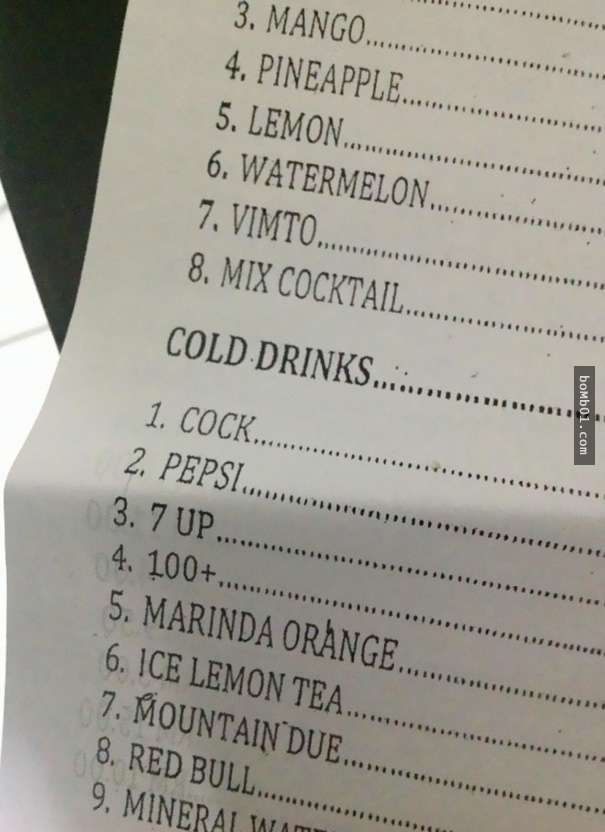 3. MANGO
4. PINEAPPLE
5. LEMON
6. WATERMELON
7. VIMTO
8. MIX COCKTAIL
COLD DRINKS
1. COCK
2. PEPSI
3. 7 UP
4. 100+
5. MARINDA ORANGE
6. ICE LEMON TEA
7. MOUNTAIN DUE
8. RED BULL
9. MINERAL WATE
boMb01.com